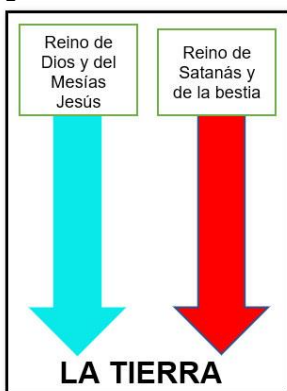 Reino de
Dios y del
Mesías
Jesús
Reino de
Satanás y
de la bestia
LA TIERRA